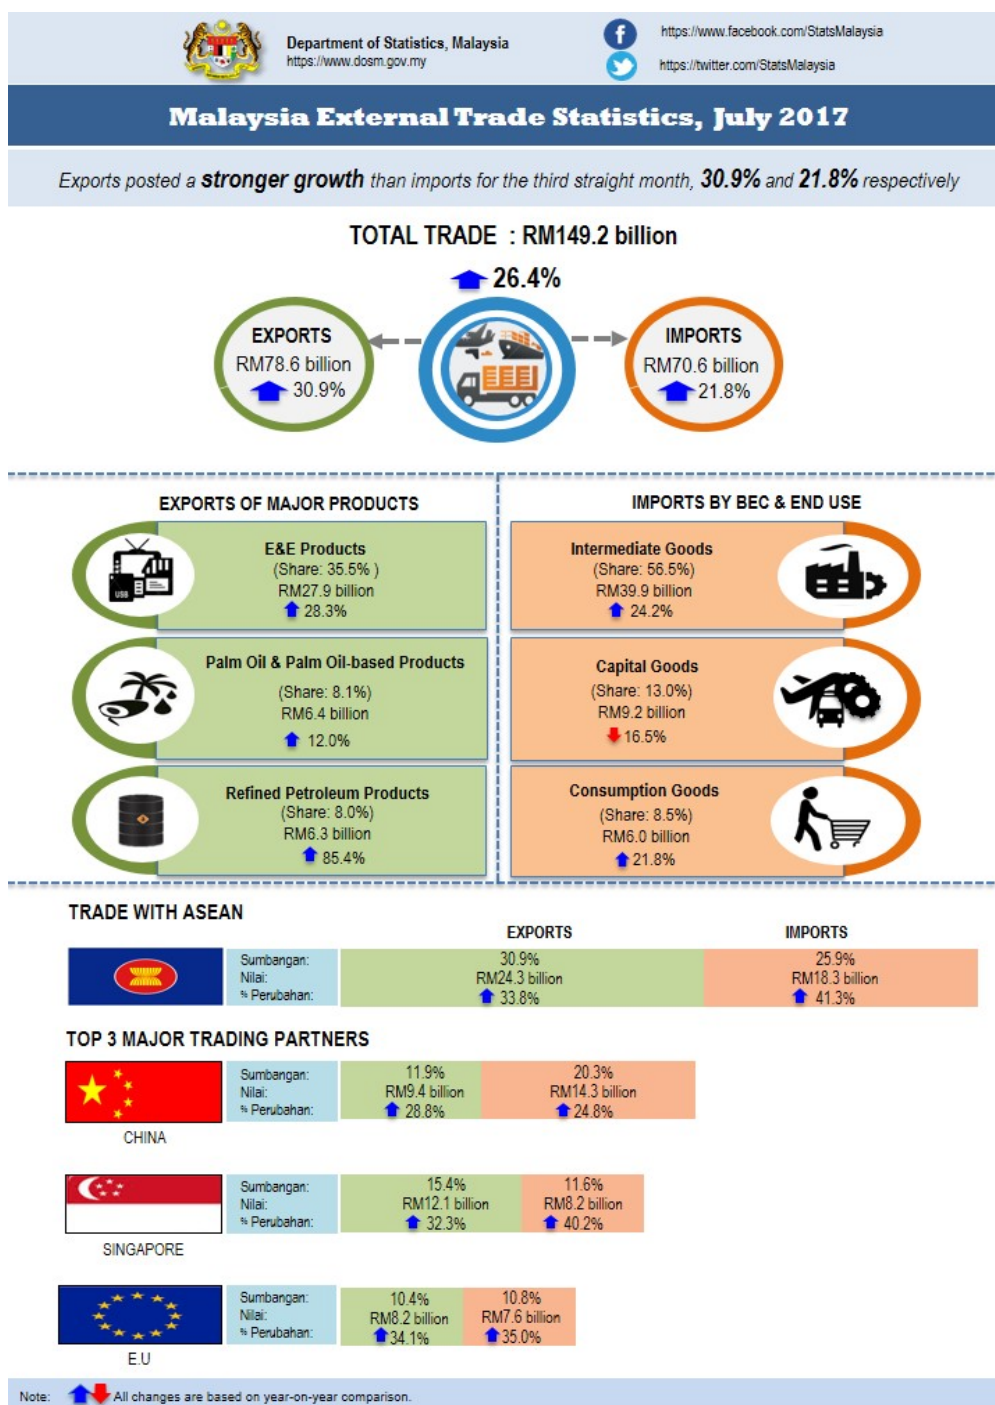 Department of Statistics, Malaysia
https://www.dosm.gov.my
https://www.facebook.com/StatsMalaysia
https://twitter.com/StatsMalaysia
Malaysia External Trade Statistics, July 2017
Exports posted a stronger growth than imports for the third straight month, 30.9% and 21.8% respectively
TOTAL TRADE : RM149.2 billion
26.4%
EXPORTS
RM78.6 billion
30.9%
IMPORTS
RM70.6 billion
21.8%
EXPORTS OF MAJOR PRODUCTS
E&E Products
(Share: 35.5% )
RM27.9 billion
28.3%
USB
Palm Oil & Palm Oil-based Products
(Share: 8.1%)
RM6.4 billion
12.0%
Refined Petroleum Products
(Share: 8.0%)
RM6.3 billion
85.4%
IMPORTS BY BEC & END USE
Intermediate Goods
(Share: 56.5%)
RM39.9 billion
24.2%
Capital Goods
(Share: 13.0%)
RM9.2 billion
16.5%
Consumption Goods
(Share: 8.5%)
RM6.0 billion
21.8%
TRADE WITH ASEAN
EXPORTS IMPORTS
Sumbangan: 30.9% 25.9%
Nilai: RM24.3 billion RM18.3 billion
% Perubahan: 33.8% 41.3%
TOP 3 MAJOR TRADING PARTNERS
Sumbangan: 11.9% 20.3%
Nilai: RM9.4 billion RM14.3 billion
% Perubahan: 28.8% 24.8%
CHINA
Sumbangan: 15.4% 11.6%
Nilai: RM12.1 billion RM8.2 billion
% Perubahan: 32.3% 40.2%
SINGAPORE
Sumbangan: 10.4% 10.8%
Nilai: RM8.2 billion RM7.6 billion
% Perubahan: 34.1% 35.0%
E.U
Note: All changes are based on year-on-year comparison.